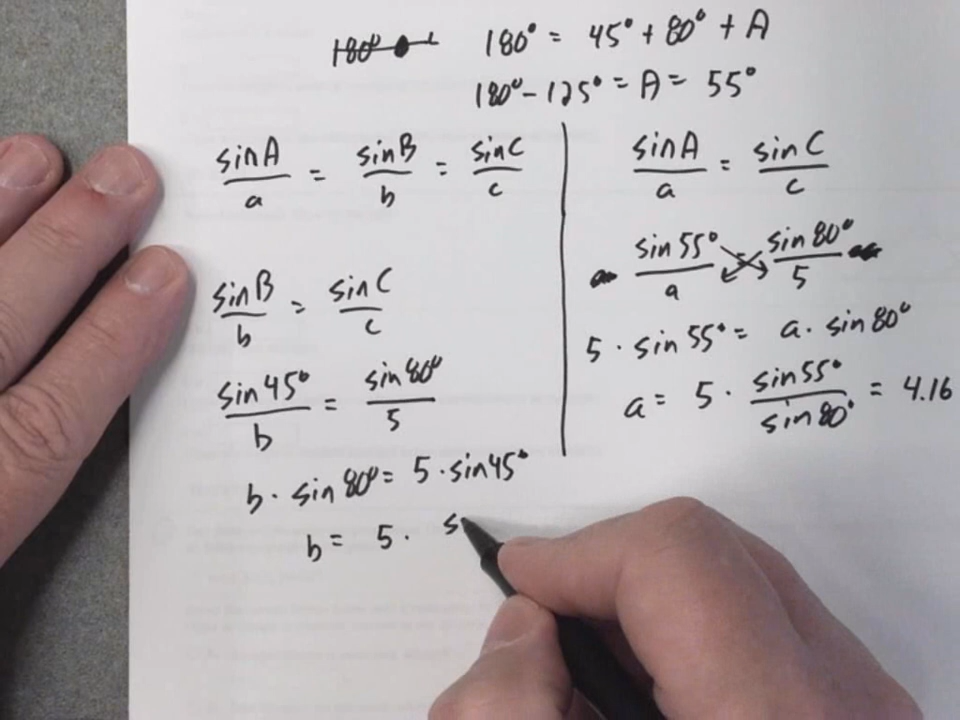 180° 180° = 45° + 80° + A
180° - 125° = A = 55°
sinA/a = sinB/b = sinC/c
sinB/b = sinC/c
sin45°/b = sin80°/5
b · sin80° = 5 · sin45°
b = 5 · s
sinA/a = sinC/c
sin55°/a = sin80°/5
5 · sin55° = a · sin80°
a = 5 · sin55°/sin80° = 4.16